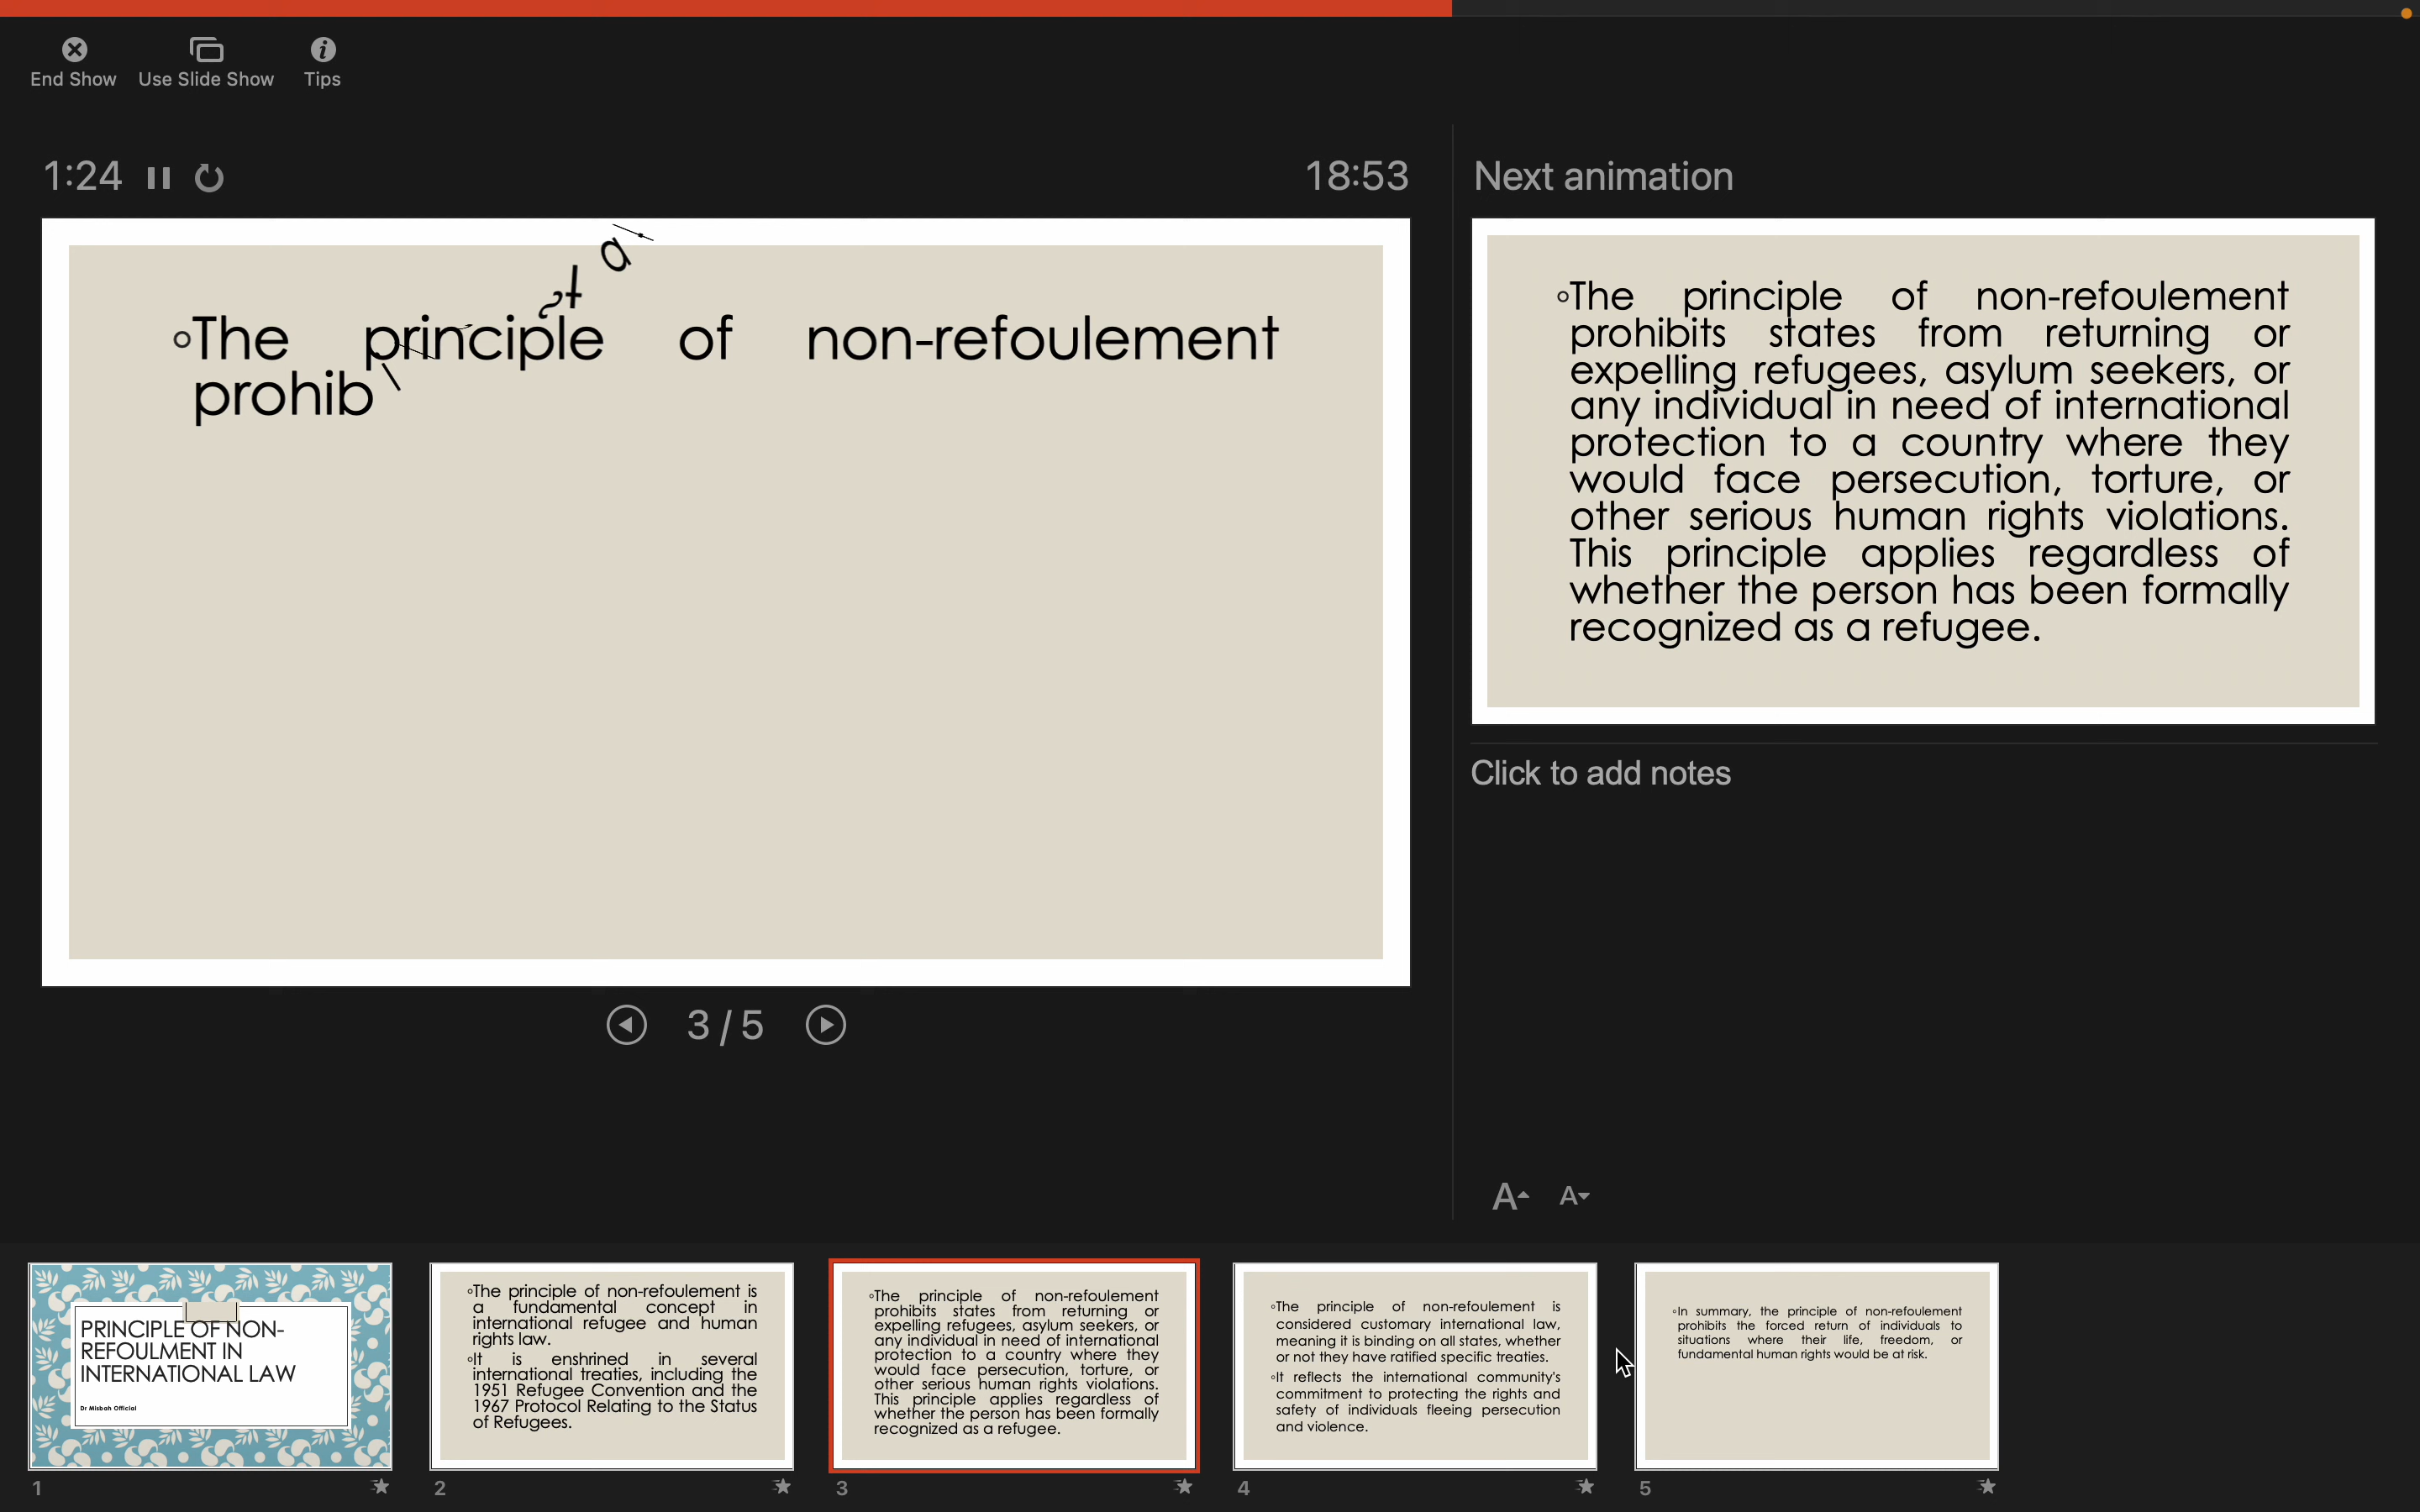 End Show
Use Slide Show
Tips
1:24
18:53
Next animation
◦The principle of non-refoulement
prohib
◦The principle of non-refoulement
prohibits states from returning or
expelling refugees, asylum seekers, or
any individual in need of international
protection to a country where they
would face persecution, torture, or
other serious human rights violations.
This principle applies regardless of
whether the person has been formally
recognized as a refugee.
Click to add notes
3 / 5
A A
PRINCIPLE OF NON-
REFOULMENT IN
INTERNATIONAL LAW
Dr Misbah Official
1
◦The principle of non-refoulement is
a fundamental concept in
international refugee and human
rights law.
◦It is enshrined in several
international treaties, including the
1951 Refugee Convention and the
1967 Protocol Relating to the Status
of Refugees.
2
◦The principle of non-refoulement
prohibits states from returning or
expelling refugees, asylum seekers, or
any individual in need of international
protection to a country where they
would face persecution, torture, or
other serious human rights violations.
This principle applies regardless of
whether the person has been formally
recognized as a refugee.
3
◦The principle of non-refoulement is
considered customary international law,
meaning it is binding on all states, whether
or not they have ratified specific treaties.
◦It reflects the international community's
commitment to protecting the rights and
safety of individuals fleeing persecution
and violence.
4
◦In summary, the principle of non-refoulement
prohibits the forced return of individuals to
situations where their life, freedom, or
fundamental human rights would be at risk.
5